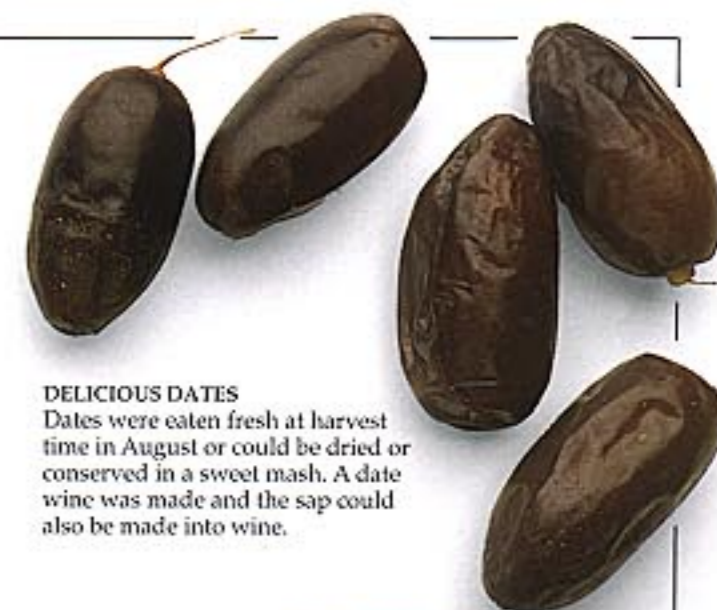 DELICIOUS DATES
Dates were eaten fresh at harvest
time in August or could be dried or
conserved in a sweet mash. A date
wine was made and the sap could
also be made into wine.